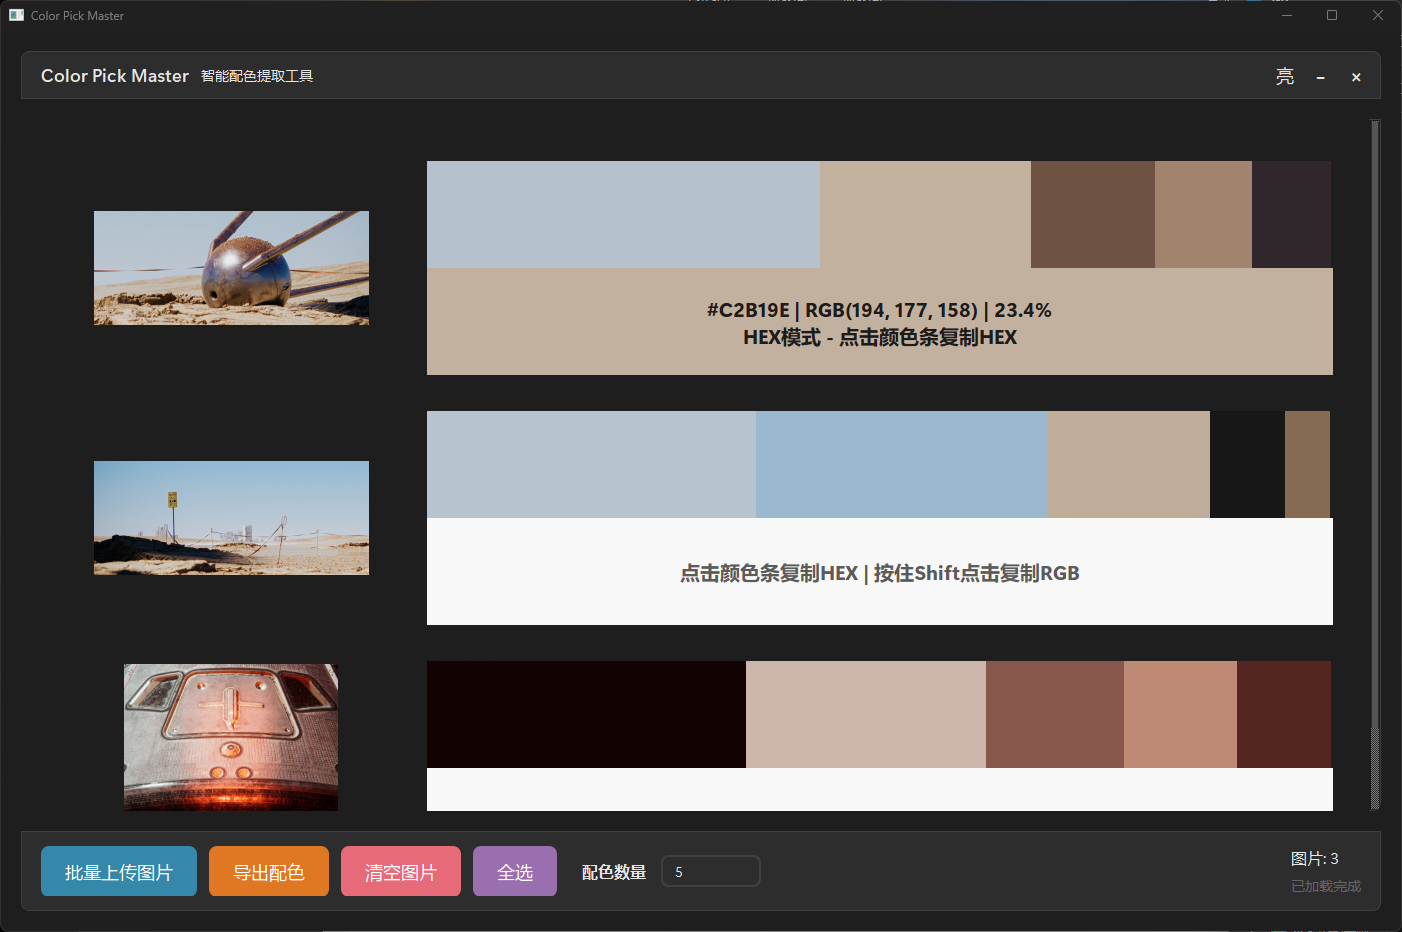 Color Pick Master
Color Pick Master 智能配色提取工具
亮
#C2B19E | RGB(194, 177, 158) | 23.4%
HEX模式 - 点击颜色条复制HEX
点击颜色条复制HEX | 按住Shift点击复制RGB
批量上传图片
导出配色
清空图片
全选
配色数量
5
图片: 3
已加载完成